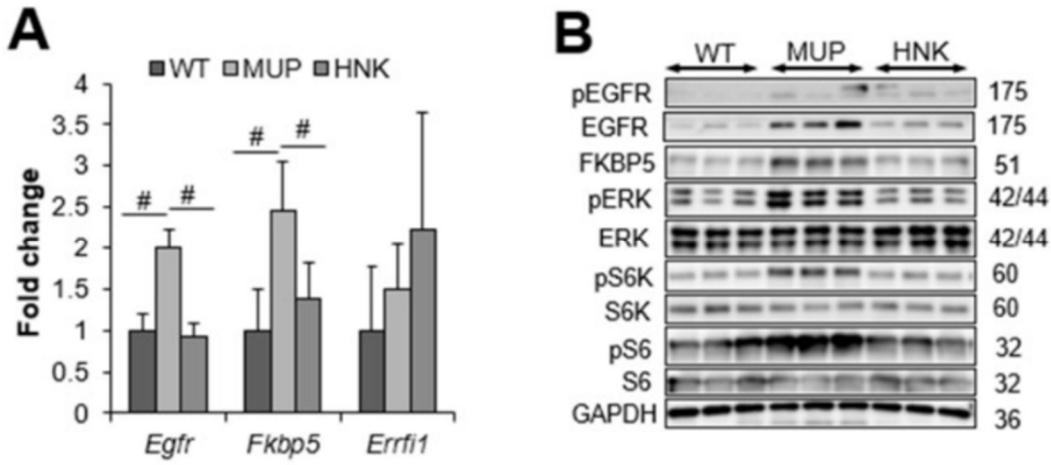 A
WT MUP HNK
4
3.5
3
2.5
2
1.5
1
0.5
0
Fold change
# # # #
Egfr Fkbp5 Errfi1
B
WT MUP HNK
pEGFR 175
EGFR 175
FKBP5 51
pERK 42/44
ERK 42/44
pS6K 60
S6K 60
pS6 32
S6 32
GAPDH 36